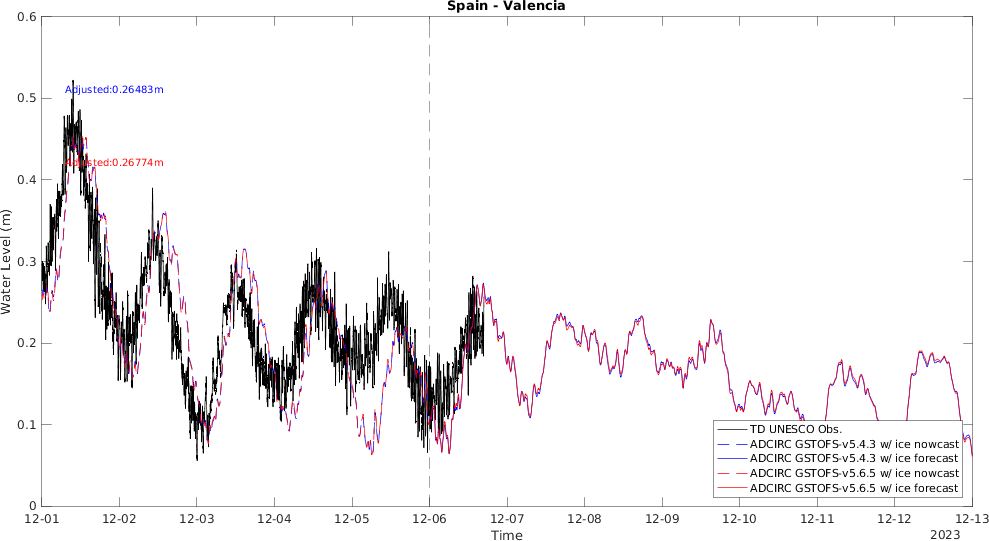 Spain - Valencia
0.6
0.5
0.4
0.3
0.2
0.1
0
Water Level (m)
Adjusted:0.26483m
Adjusted:0.26774m
TD UNESCO Obs.
ADCIRC GSTOFS-v5.4.3 w/ ice nowcast
ADCIRC GSTOFS-v5.4.3 w/ ice forecast
ADCIRC GSTOFS-v5.6.5 w/ ice nowcast
ADCIRC GSTOFS-v5.6.5 w/ ice forecast
12-01 12-02 12-03 12-04 12-05 12-06 12-07 12-08 12-09 12-10 12-11 12-12 12-13
Time
2023